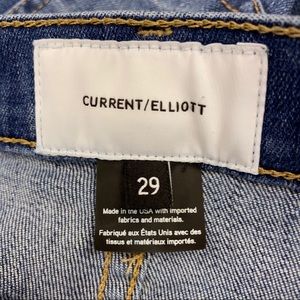 CURRENT/ELLIOTT
29
Made in the USA with imported
fabrics and materials.
Fabriqué aux États Unis avec des
tissus et matériaux importés.